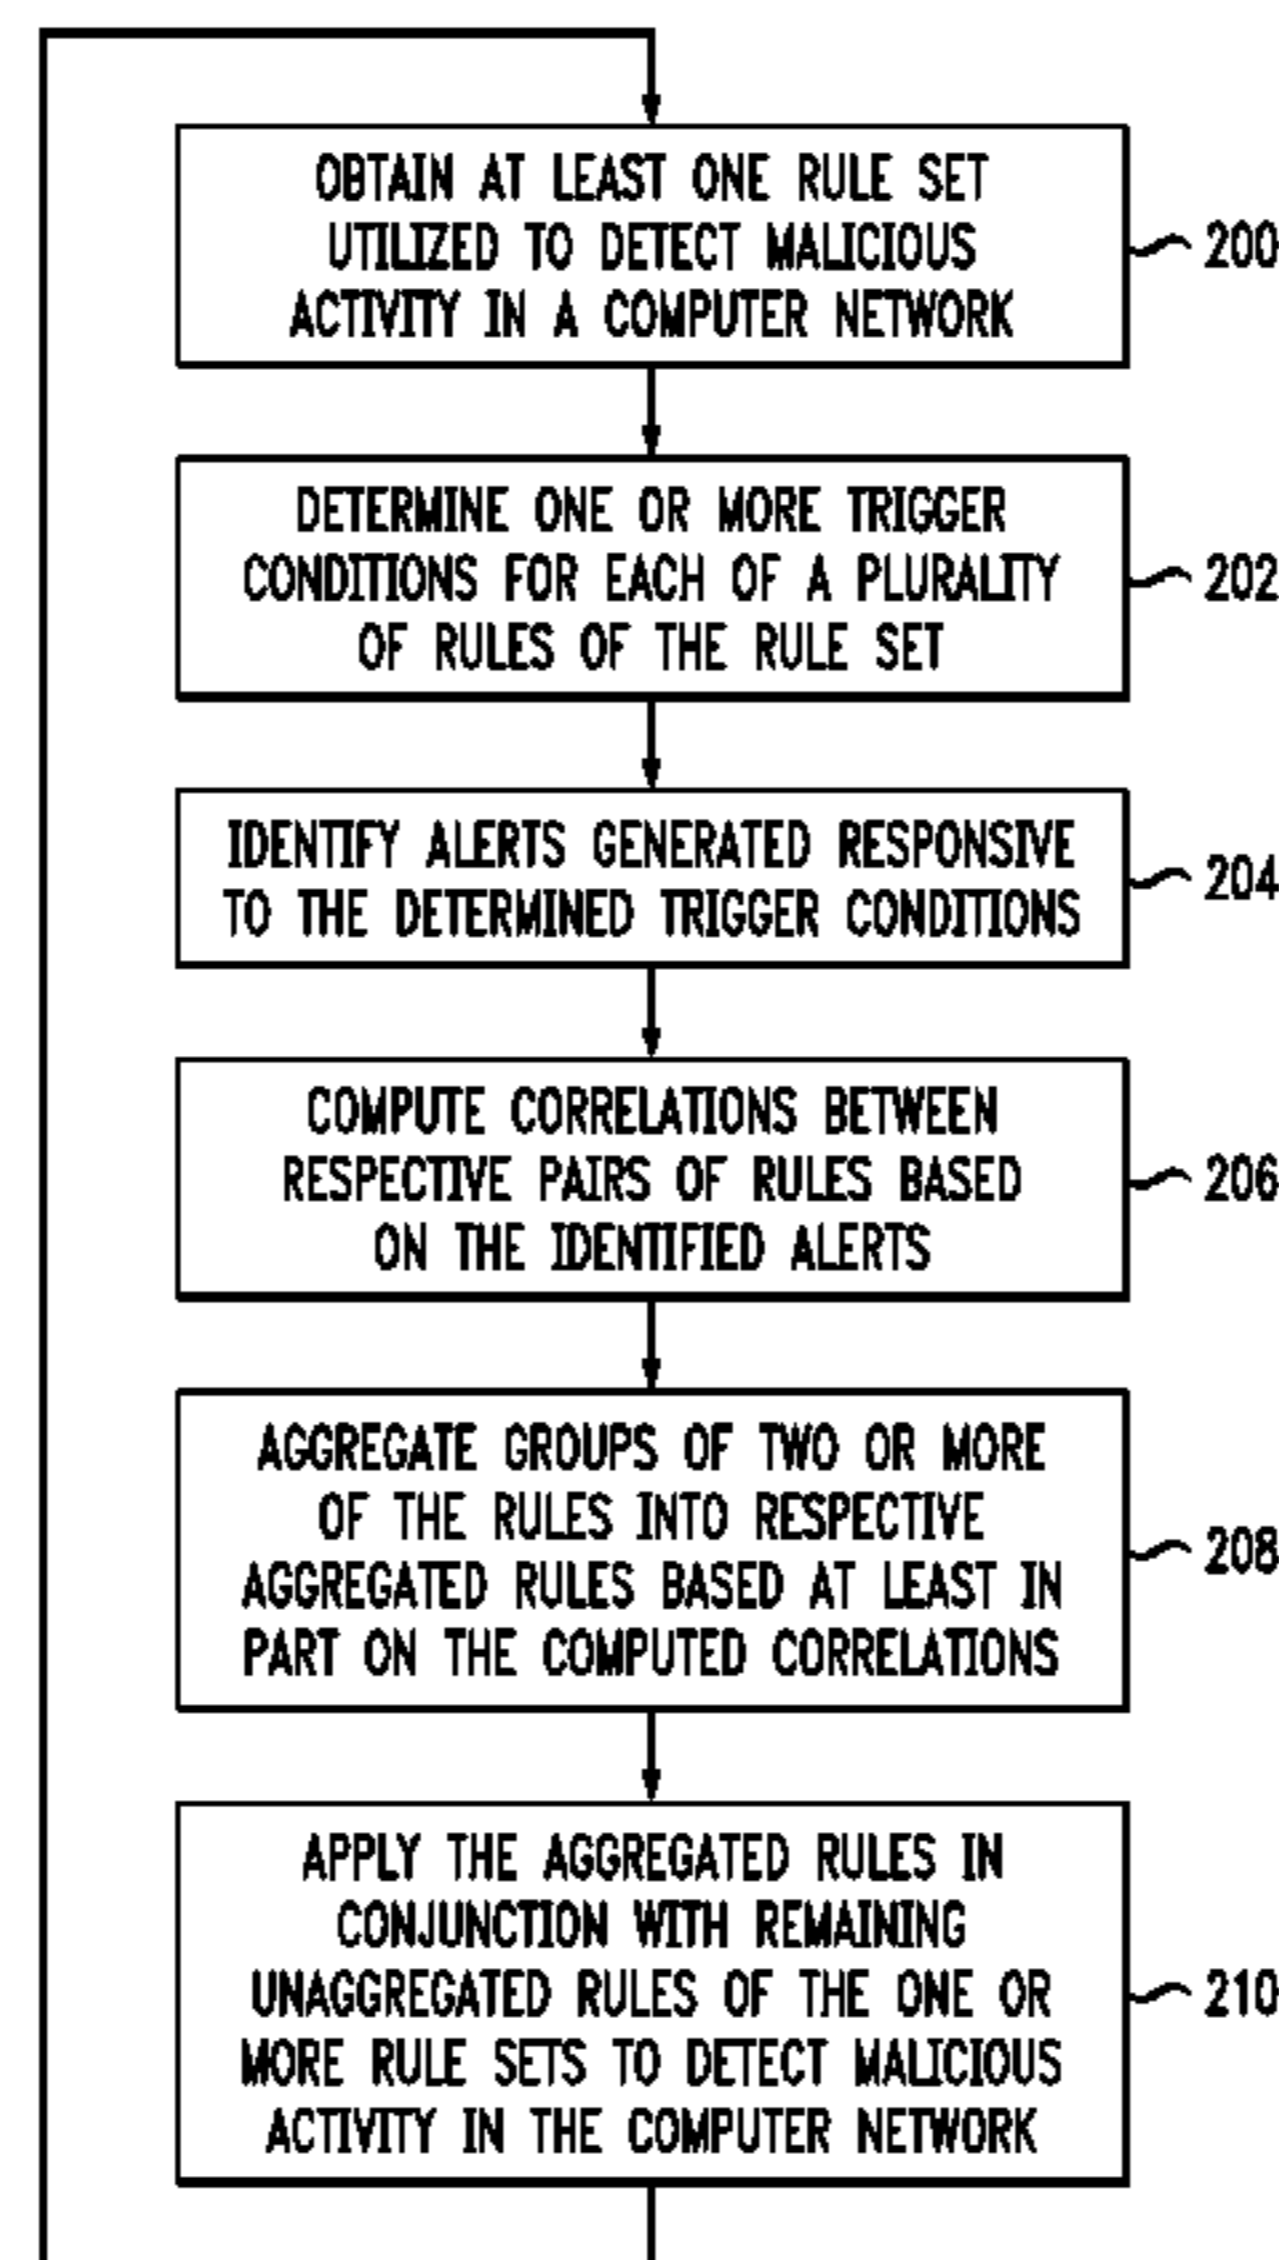 OBTAIN AT LEAST ONE RULE SET
UTILIZED TO DETECT MALICIOUS
ACTIVITY IN A COMPUTER NETWORK
200
DETERMINE ONE OR MORE TRIGGER
CONDITIONS FOR EACH OF A PLURALITY
OF RULES OF THE RULE SET
202
IDENTIFY ALERTS GENERATED RESPONSIVE
TO THE DETERMINED TRIGGER CONDITIONS
204
COMPUTE CORRELATIONS BETWEEN
RESPECTIVE PAIRS OF RULES BASED
ON THE IDENTIFIED ALERTS
206
AGGREGATE GROUPS OF TWO OR MORE
OF THE RULES INTO RESPECTIVE
AGGREGATED RULES BASED AT LEAST IN
PART ON THE COMPUTED CORRELATIONS
208
APPLY THE AGGREGATED RULES IN
CONJUNCTION WITH REMAINING
UNAGGREGATED RULES OF THE ONE OR
MORE RULE SETS TO DETECT MALICIOUS
ACTIVITY IN THE COMPUTER NETWORK
210